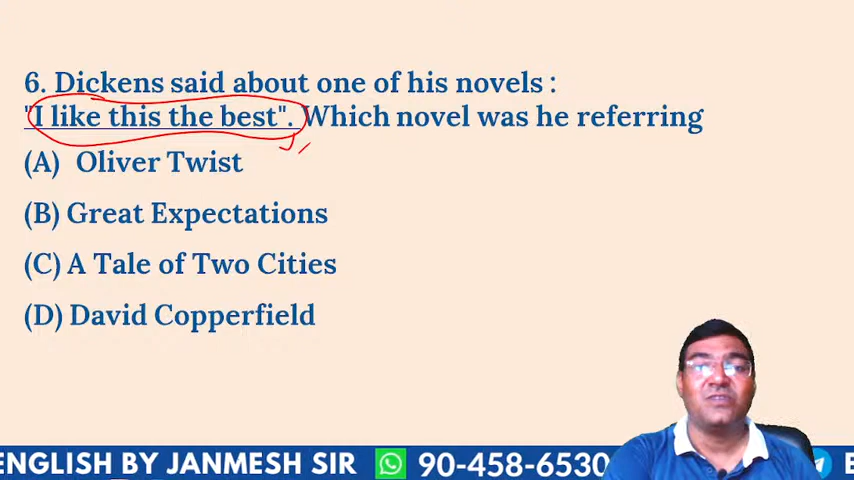 6. Dickens said about one of his novels :
"I like this the best". Which novel was he referring
(A) Oliver Twist
(B) Great Expectations
(C) A Tale of Two Cities
(D) David Copperfield
ENGLISH BY JANMESH SIR 90-458-6530